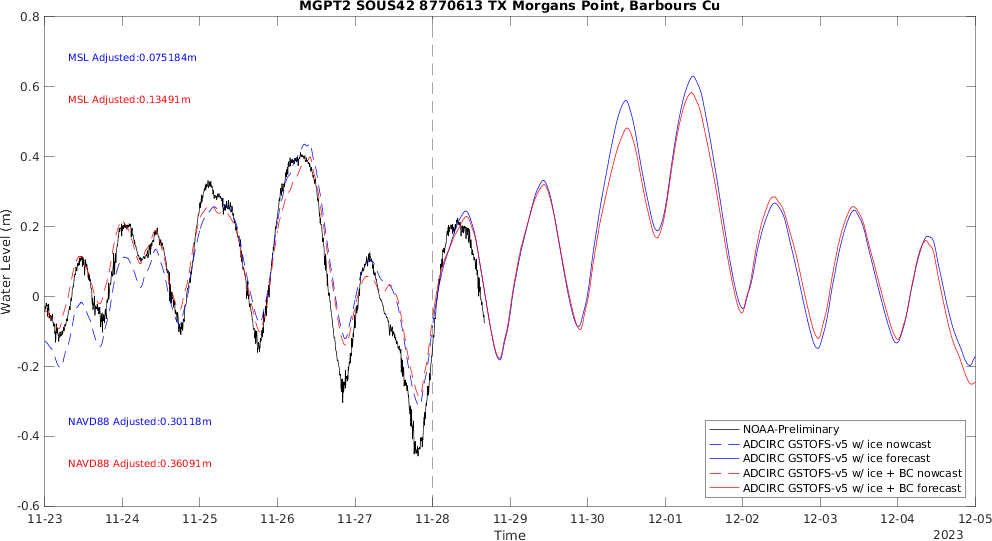 MGPT2 SOUS42 8770613 TX Morgans Point, Barbours Cu
0.8
0.6
0.4
0.2
0
-0.2
-0.4
-0.6
Water Level (m)
MSL Adjusted:0.075184m
MSL Adjusted:0.13491m
NAVD88 Adjusted:0.30118m
NAVD88 Adjusted:0.36091m
NOAA-Preliminary
ADCIRC GSTOFS-v5 w/ ice nowcast
ADCIRC GSTOFS-v5 w/ ice forecast
ADCIRC GSTOFS-v5 w/ ice + BC nowcast
ADCIRC GSTOFS-v5 w/ ice + BC forecast
11-23 11-24 11-25 11-26 11-27 11-28 11-29 11-30 12-01 12-02 12-03 12-04 12-05
Time
2023